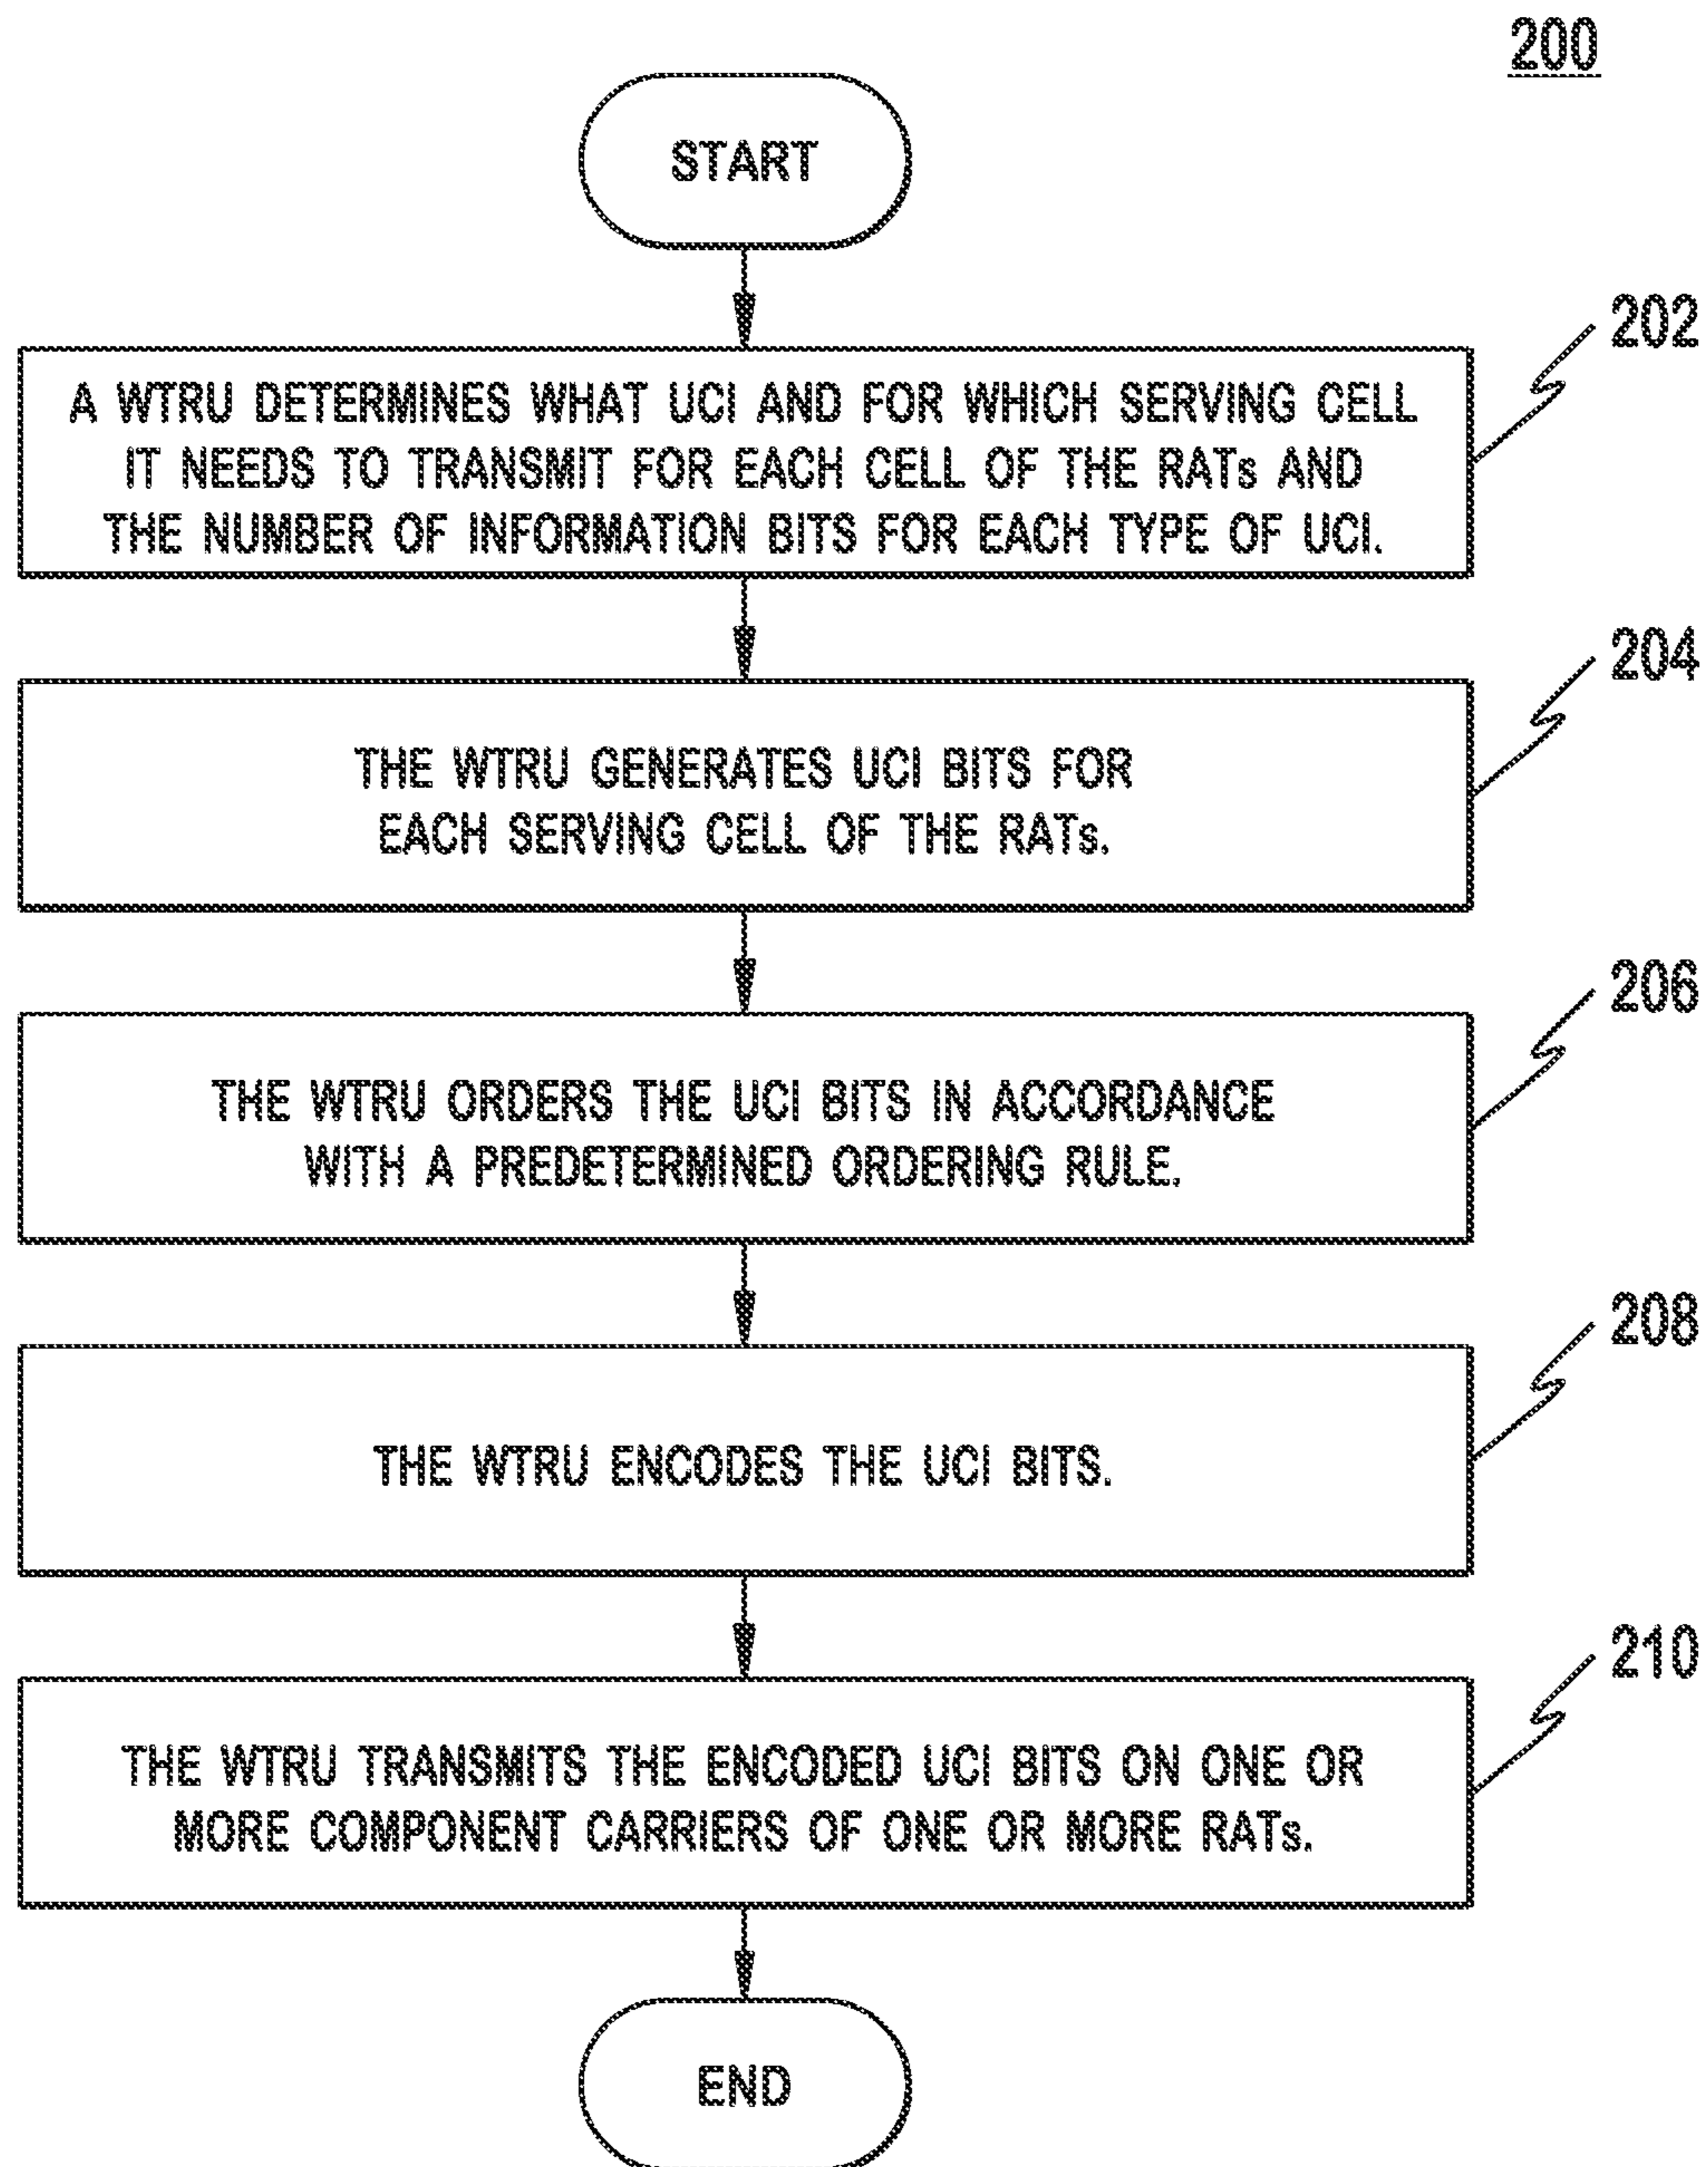 200
START
202
A WTRU DETERMINES WHAT UCI AND FOR WHICH SERVING CELL
IT NEEDS TO TRANSMIT FOR EACH CELL OF THE RATs AND
THE NUMBER OF INFORMATION BITS FOR EACH TYPE OF UCI.
204
THE WTRU GENERATES UCI BITS FOR
EACH SERVING CELL OF THE RATs.
206
THE WTRU ORDERS THE UCI BITS IN ACCORDANCE
WITH A PREDETERMINED ORDERING RULE.
208
THE WTRU ENCODES THE UCI BITS.
210
THE WTRU TRANSMITS THE ENCODED UCI BITS ON ONE OR
MORE COMPONENT CARRIERS OF ONE OR MORE RATs.
END